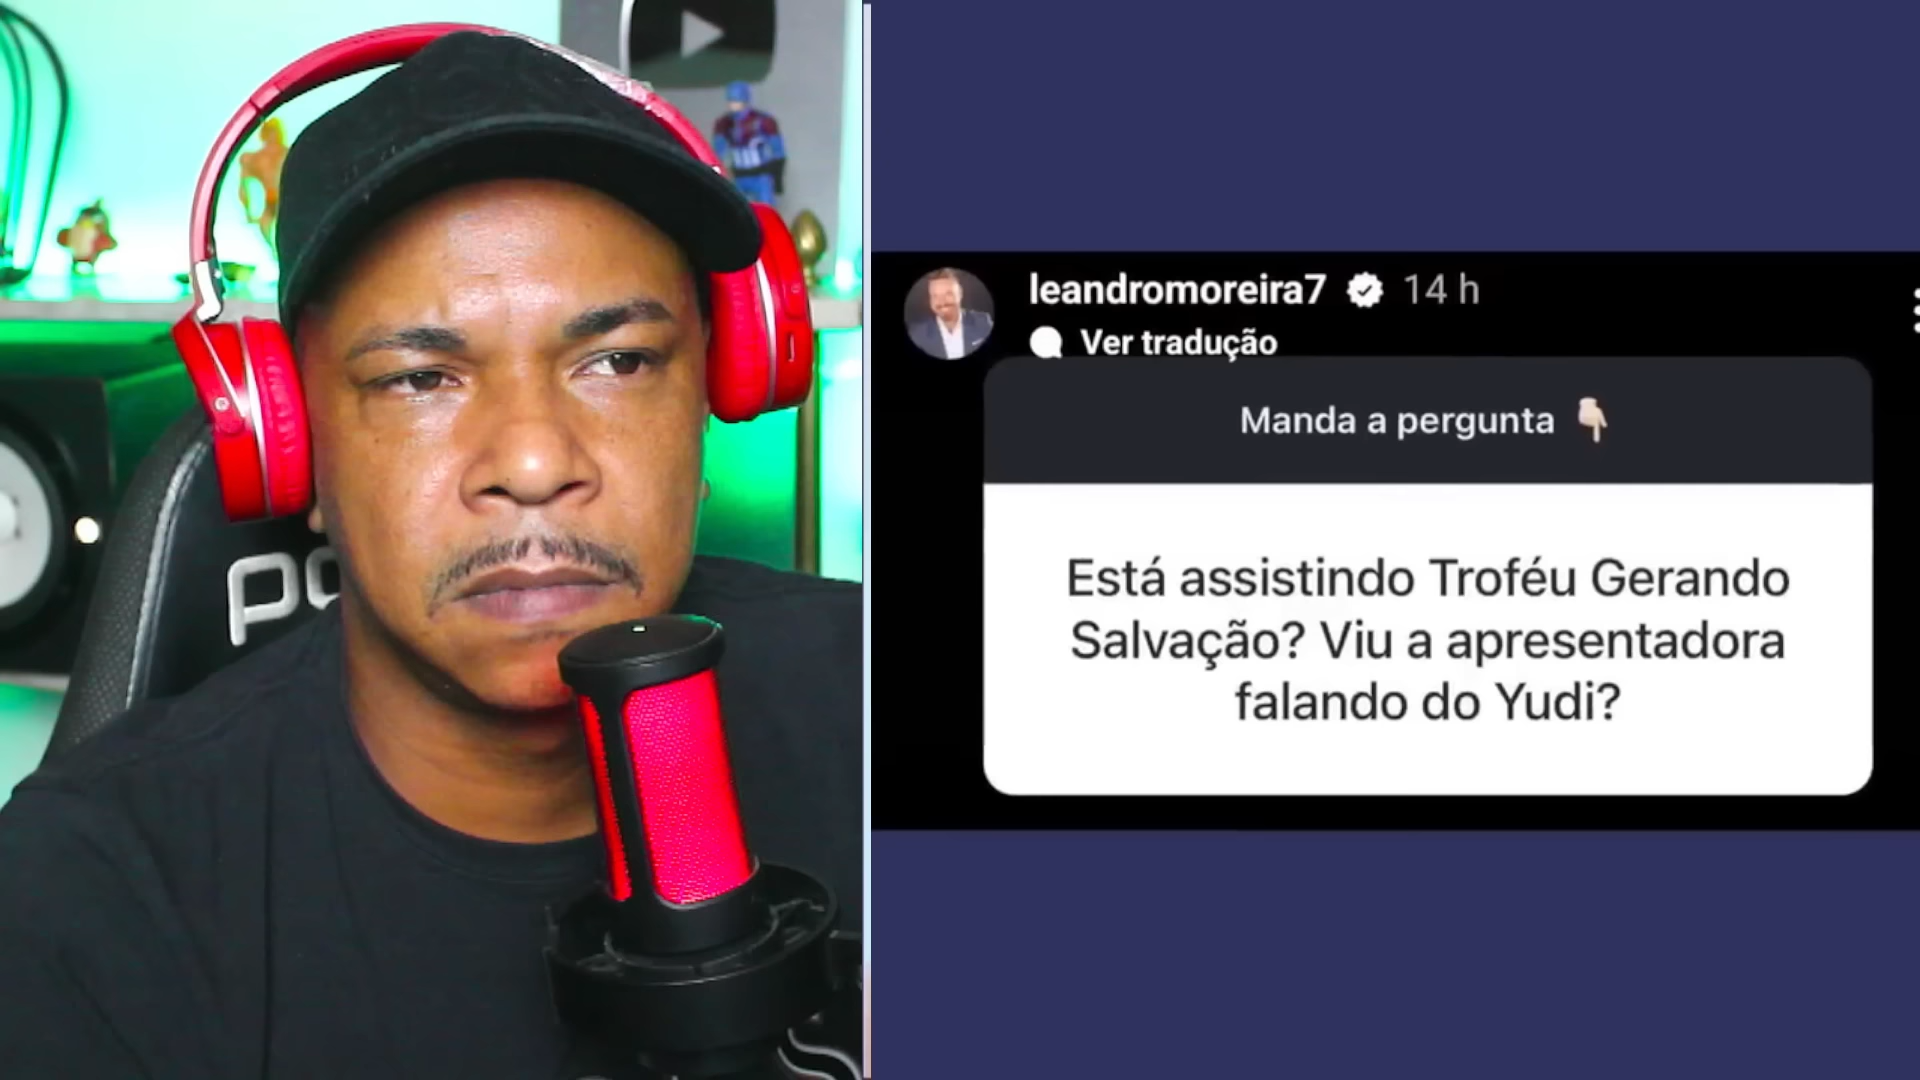 leandromoreira7 14 h
Ver tradução
Manda a pergunta 👇🏻
Está assistindo Troféu Gerando
Salvação? Viu a apresentadora
falando do Yudi?